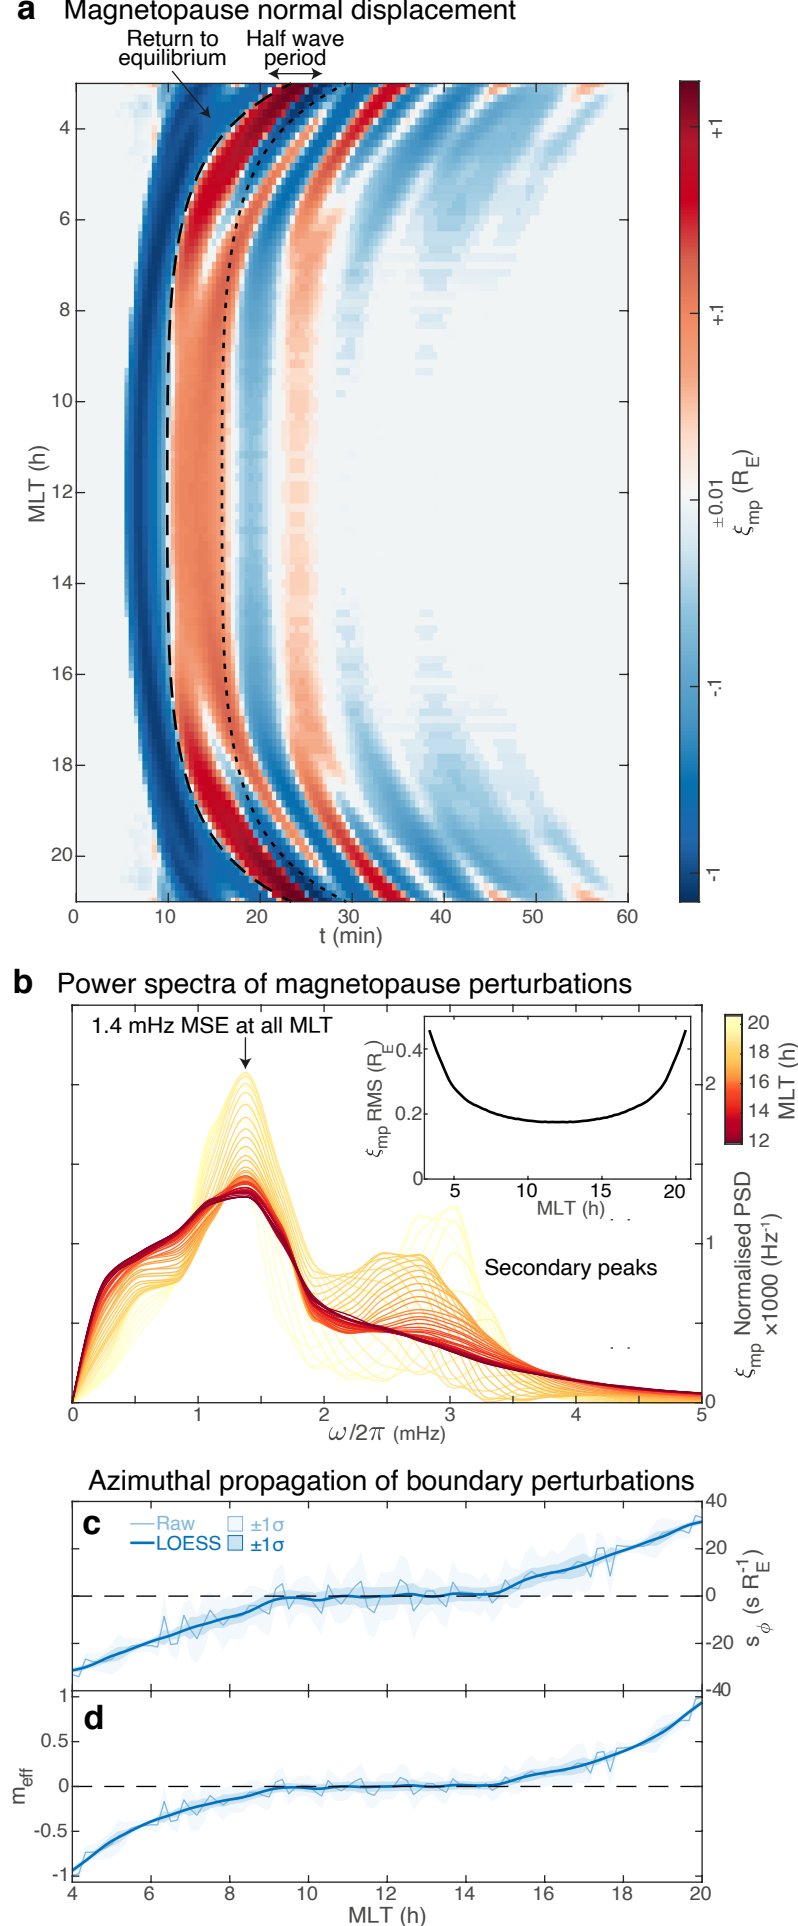 a Magnetopause normal displacement
Return to
equilibrium
Half wave
period
4
6
8
10
12
14
16
18
20
MLT (h)
0 10 20 30 40 50 60
t (min)
+1
+.1
±0.01
-.1
-1
ξmp (RE)
b Power spectra of magnetopause perturbations
1.4 mHz MSE at all MLT
ξmp RMS (RE)
0.4
0.2
0
5 10 15 20
MLT (h)
20
18
16
14
12
MLT (h)
2
1
0
Secondary peaks
ξmp Normalised PSD
×1000 (Hz-1)
0 1 2 3 4 5
ω/2π (mHz)
Azimuthal propagation of boundary perturbations
c
Raw ±1σ
LOESS ±1σ
40
20
0
-20
-40
sϕ (s RE-1)
d
1
0.5
0
-0.5
-1
meff
4 6 8 10 12 14 16 18 20
MLT (h)